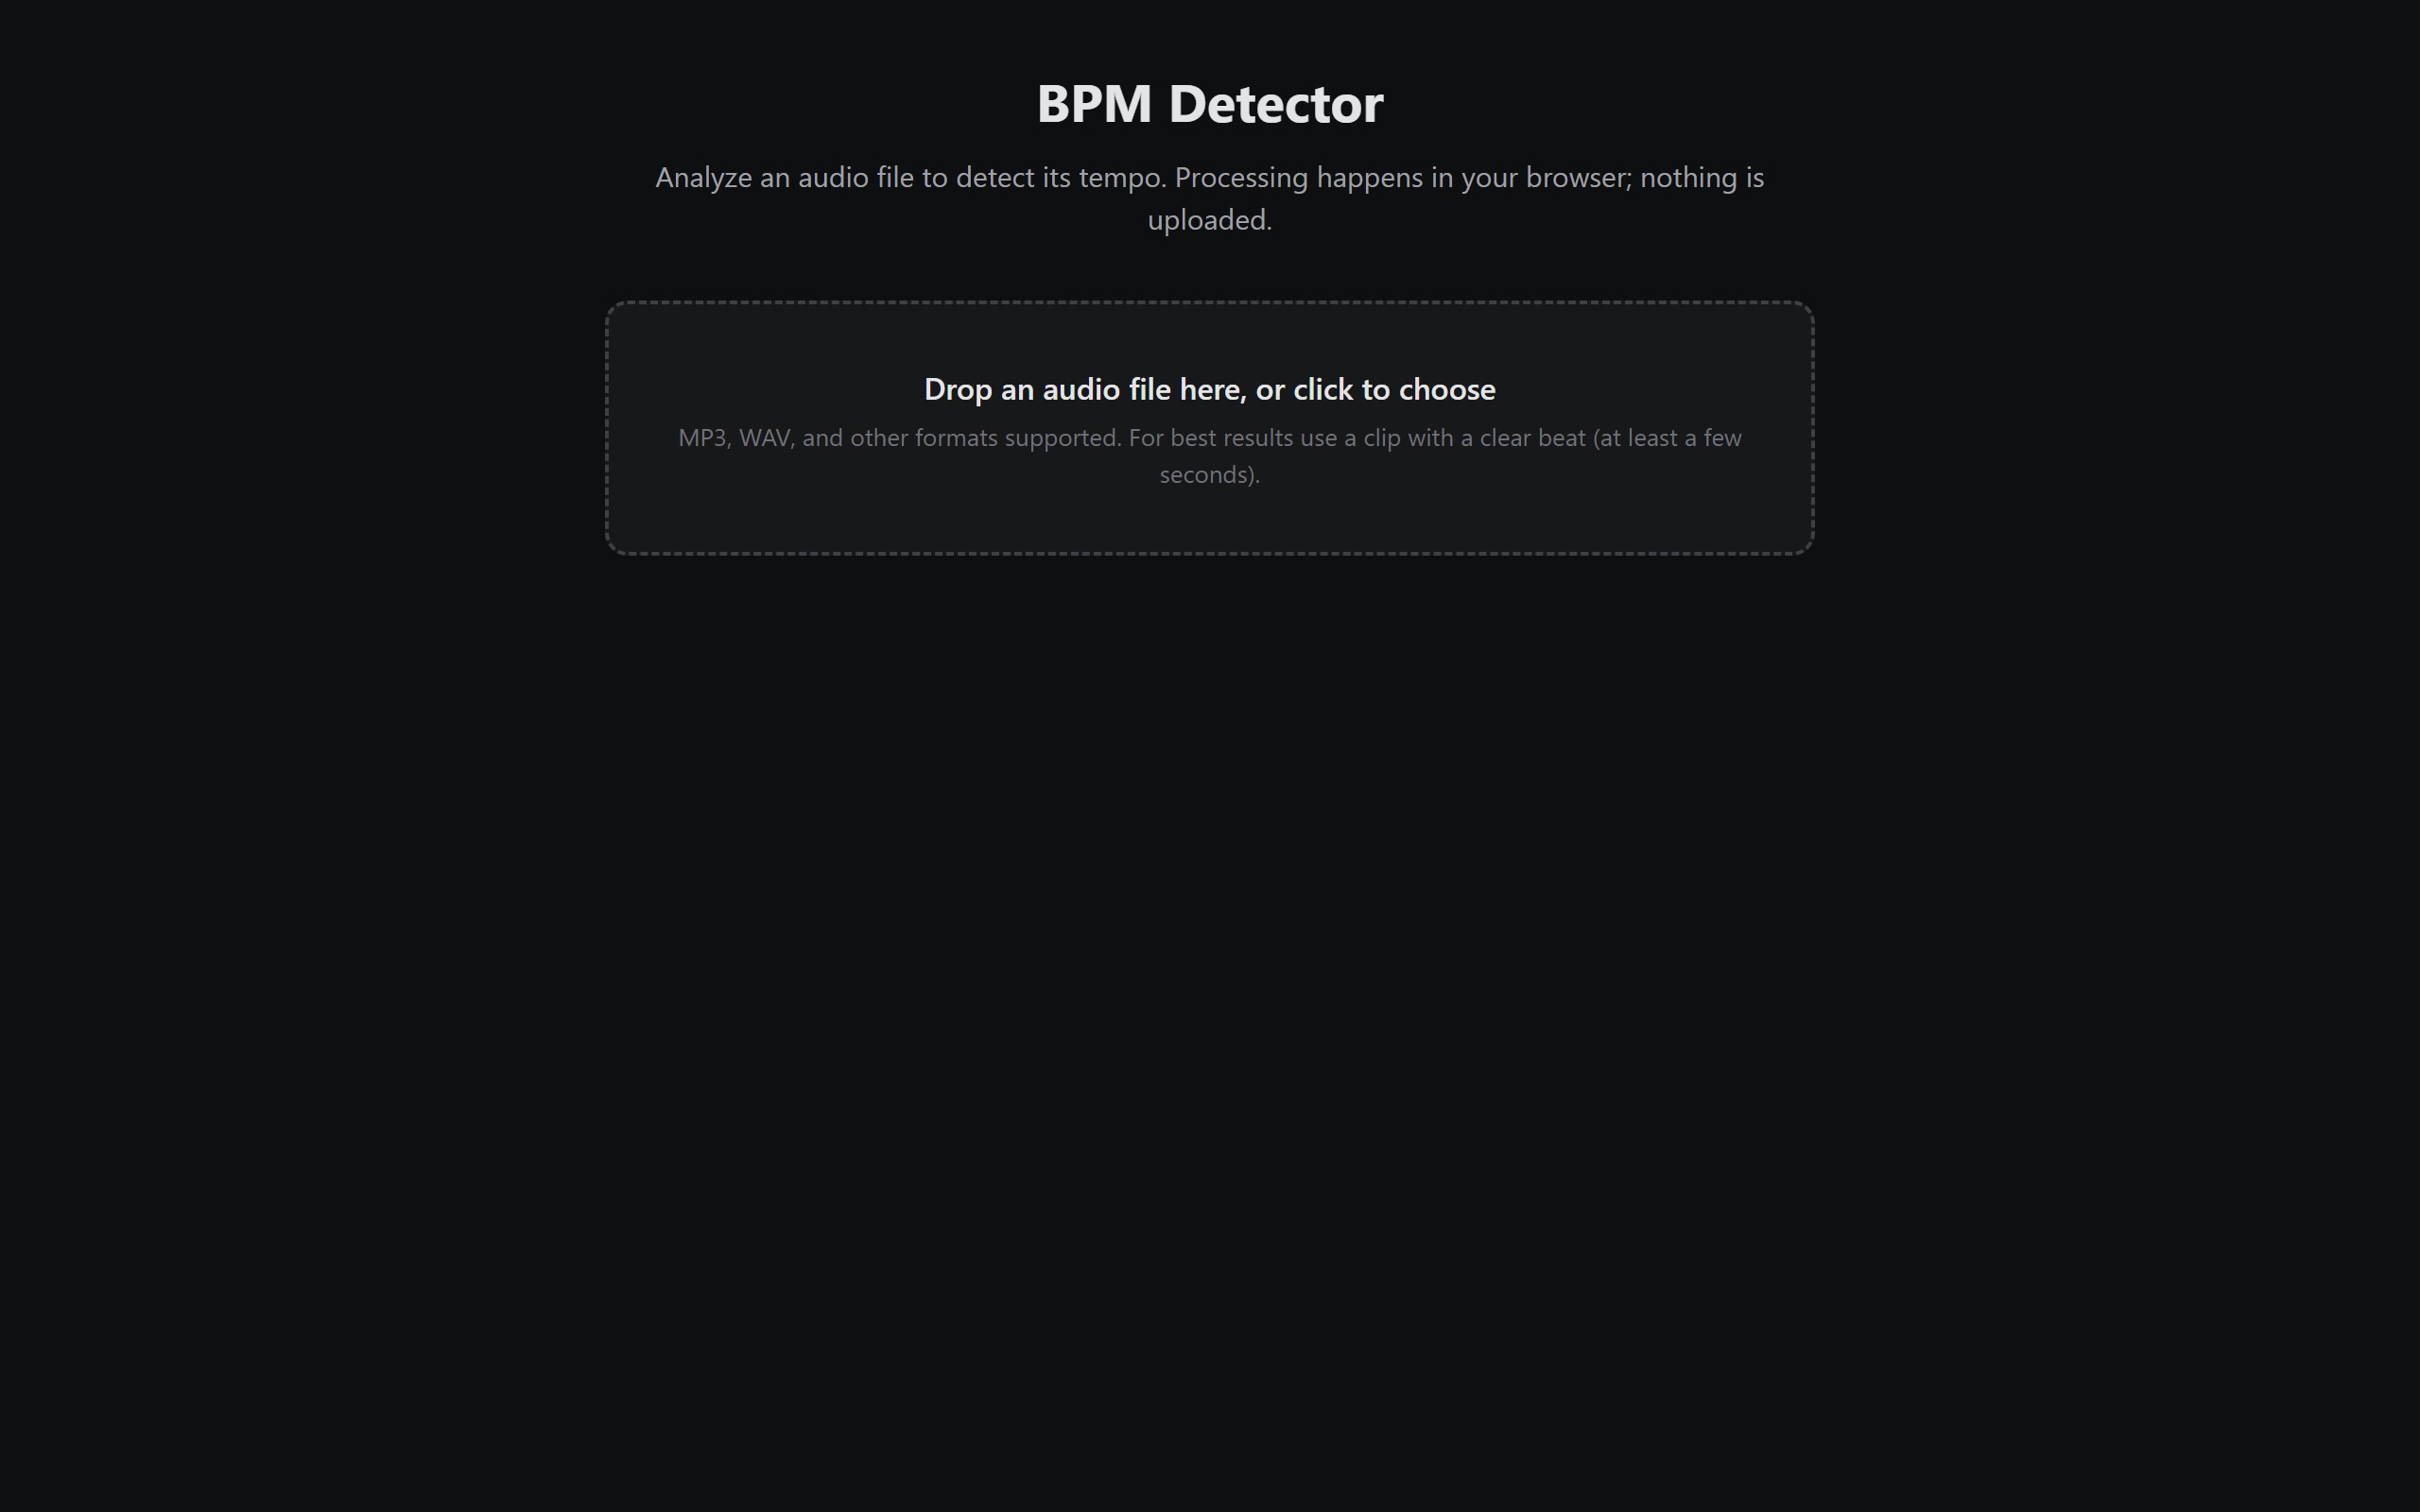 BPM Detector
Analyze an audio file to detect its tempo. Processing happens in your browser; nothing is
uploaded.
Drop an audio file here, or click to choose
MP3, WAV, and other formats supported. For best results use a clip with a clear beat (at least a few
seconds).